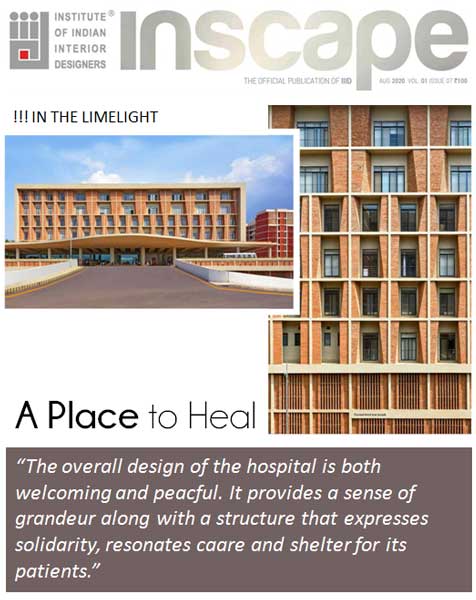 INSTITUTE®
OF INDIAN
INTERIOR
DESIGNERS
Inscape
THE OFFICIAL PUBLICATION OF IIID
AUG 2020 VOL 01 ISSUE 07 ₹100
!!! IN THE LIMELIGHT
A Place to Heal
“The overall design of the hospital is both
welcoming and peacful. It provides a sense of
grandeur along with a structure that expresses
solidarity, resonates caare and shelter for its
patients.”